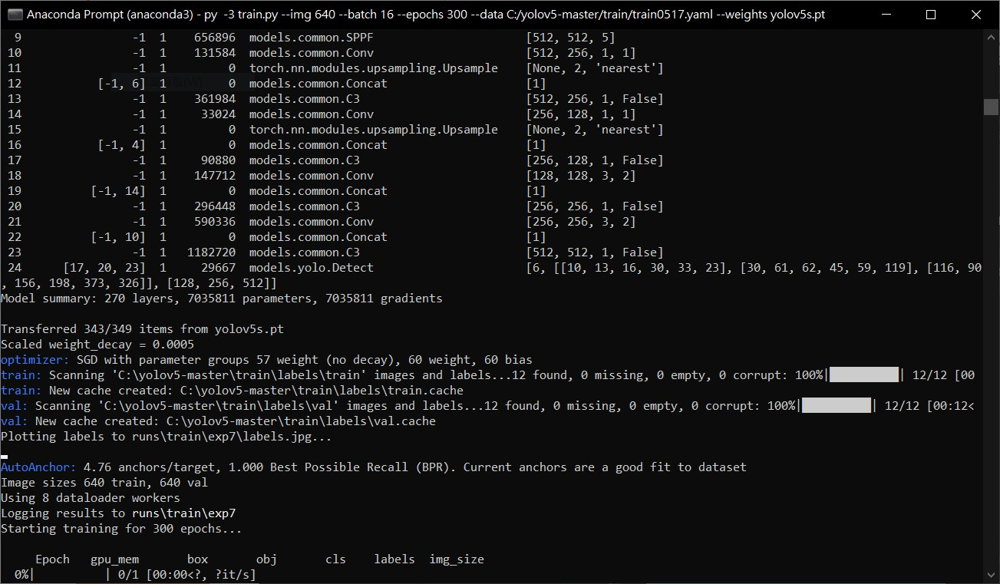 Anaconda Prompt (anaconda3) - py  -3 train.py --img 640 --batch 16 --epochs 300 --data C:/yolov5-master/train/train0517.yaml --weights yolov5s.pt
  9                -1  1    656896  models.common.SPPF                      [512, 512, 5]
 10                -1  1    131584  models.common.Conv                      [512, 256, 1, 1]
 11                -1  1         0  torch.nn.modules.upsampling.Upsample    [None, 2, 'nearest']
 12           [-1, 6]  1         0  models.common.Concat                    [1]
 13                -1  1    361984  models.common.C3                        [512, 256, 1, False]
 14                -1  1     33024  models.common.Conv                      [256, 128, 1, 1]
 15                -1  1         0  torch.nn.modules.upsampling.Upsample    [None, 2, 'nearest']
 16           [-1, 4]  1         0  models.common.Concat                    [1]
 17                -1  1     90880  models.common.C3                        [256, 128, 1, False]
 18                -1  1    147712  models.common.Conv                      [128, 128, 3, 2]
 19          [-1, 14]  1         0  models.common.Concat                    [1]
 20                -1  1    296448  models.common.C3                        [256, 256, 1, False]
 21                -1  1    590336  models.common.Conv                      [256, 256, 3, 2]
 22          [-1, 10]  1         0  models.common.Concat                    [1]
 23                -1  1   1182720  models.common.C3                        [512, 512, 1, False]
 24      [17, 20, 23]  1     29667  models.yolo.Detect                      [6, [[10, 13, 16, 30, 33, 23], [30, 61, 62, 45, 59, 119], [116, 90
, 156, 198, 373, 326]], [128, 256, 512]]
Model summary: 270 layers, 7035811 parameters, 7035811 gradients
Transferred 343/349 items from yolov5s.pt
Scaled weight_decay = 0.0005
optimizer: SGD with parameter groups 57 weight (no decay), 60 weight, 60 bias
train: Scanning 'C:\yolov5-master\train\labels\train' images and labels...12 found, 0 missing, 0 empty, 0 corrupt: 100%|██████████| 12/12 [00
train: New cache created: C:\yolov5-master\train\labels\train.cache
val: Scanning 'C:\yolov5-master\train\labels\val' images and labels...12 found, 0 missing, 0 empty, 0 corrupt: 100%|██████████| 12/12 [00:12<
val: New cache created: C:\yolov5-master\train\labels\val.cache
Plotting labels to runs\train\exp7\labels.jpg...
AutoAnchor: 4.76 anchors/target, 1.000 Best Possible Recall (BPR). Current anchors are a good fit to dataset
Image sizes 640 train, 640 val
Using 8 dataloader workers
Logging results to runs\train\exp7
Starting training for 300 epochs...
     Epoch   gpu_mem       box       obj       cls    labels  img_size
  0%|          | 0/1 [00:00<?, ?it/s]